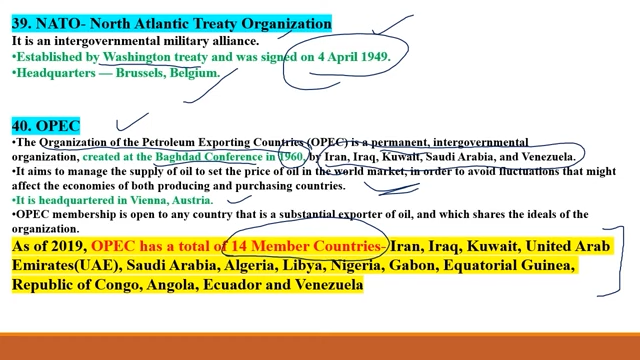 39. NATO- North Atlantic Treaty Organization
It is an intergovernmental military alliance.
•Established by Washington treaty and was signed on 4 April 1949.
•Headquarters — Brussels, Belgium.
40. OPEC
•The Organization of the Petroleum Exporting Countries (OPEC) is a permanent, intergovernmental
organization, created at the Baghdad Conference in 1960, by Iran, Iraq, Kuwait, Saudi Arabia, and Venezuela.
•It aims to manage the supply of oil to set the price of oil in the world market, in order to avoid fluctuations that might
affect the economies of both producing and purchasing countries.
•It is headquartered in Vienna, Austria.
•OPEC membership is open to any country that is a substantial exporter of oil, and which shares the ideals of the
organization.
As of 2019, OPEC has a total of 14 Member Countries- Iran, Iraq, Kuwait, United Arab
Emirates(UAE), Saudi Arabia, Algeria, Libya, Nigeria, Gabon, Equatorial Guinea,
Republic of Congo, Angola, Ecuador and Venezuela